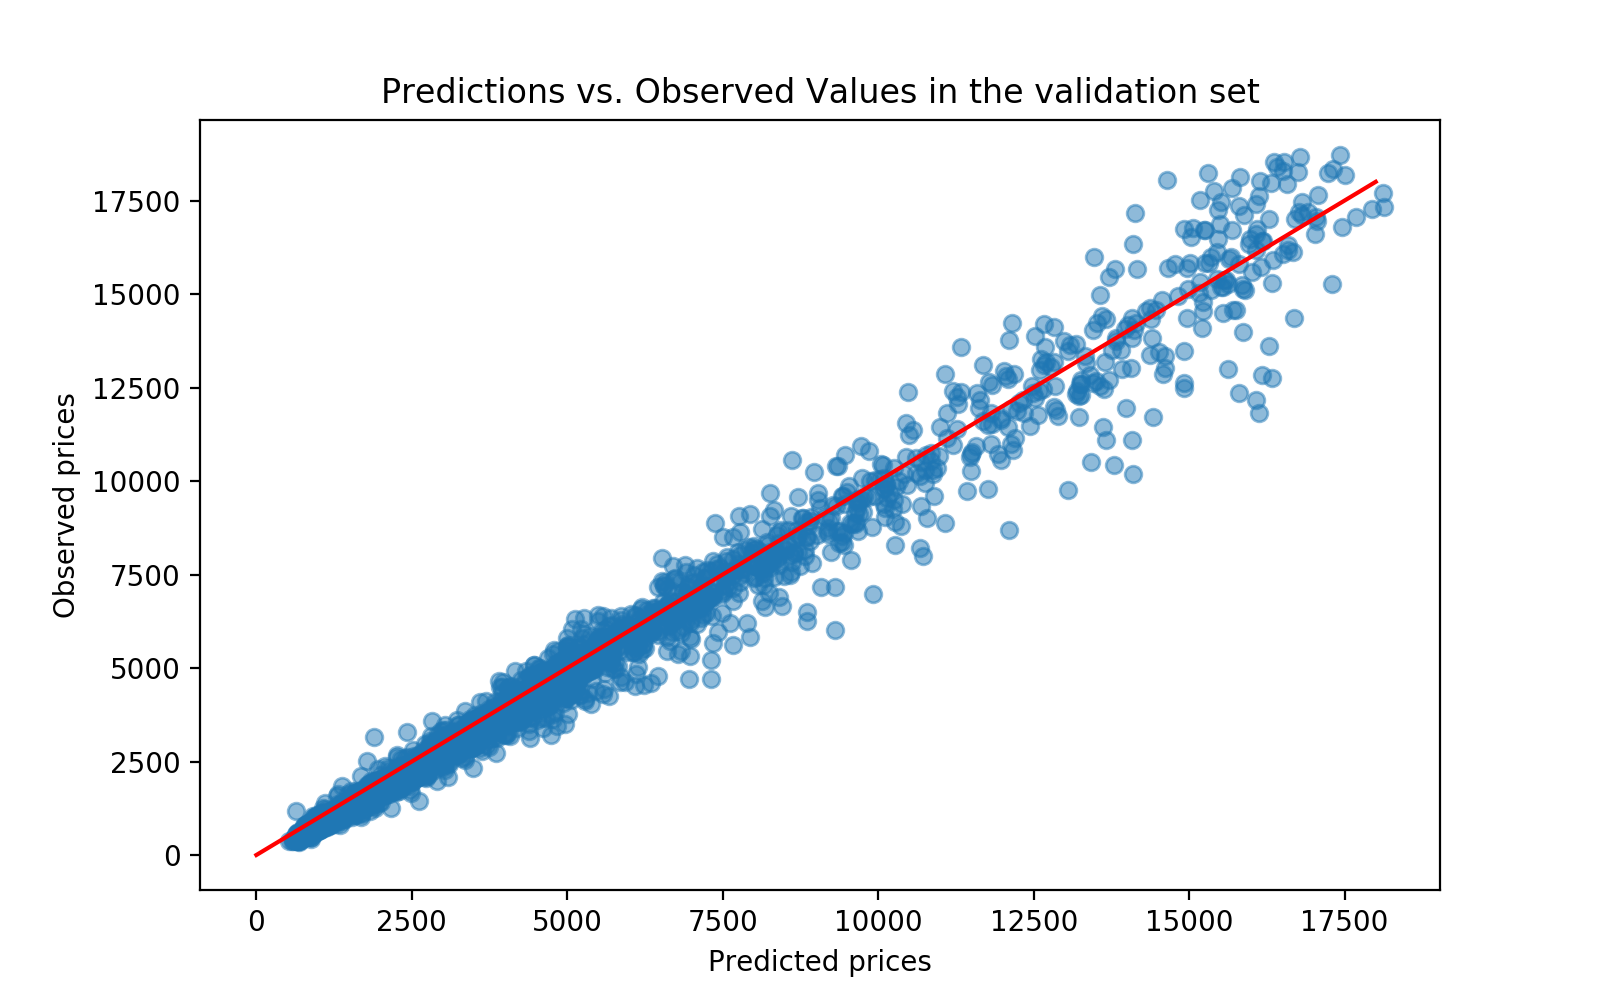 Predictions vs. Observed Values in the validation set
17500
15000
12500
10000
7500
5000
2500
0
Observed prices
0 2500 5000 7500 10000 12500 15000 17500
Predicted prices